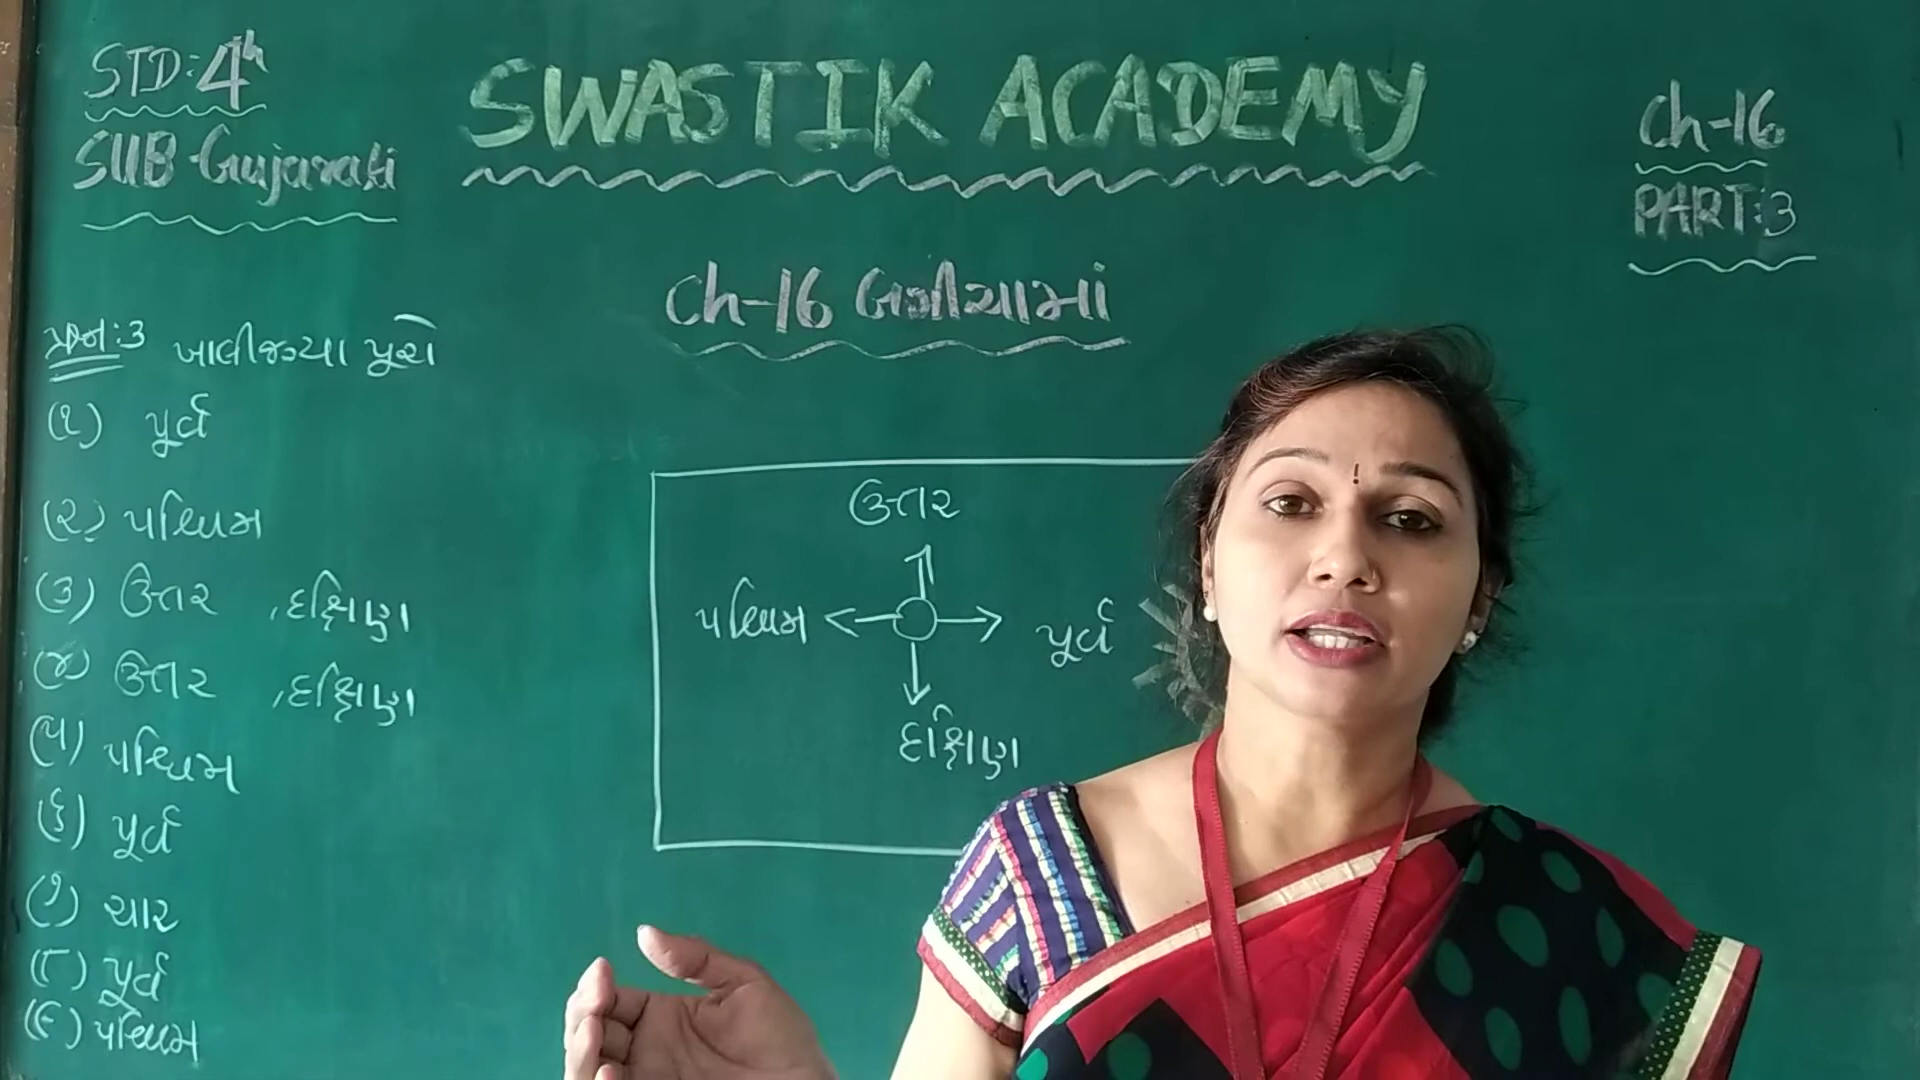 STD: 4th
SUB-Gujarati
SWASTIK ACADEMY
Ch-16
PART: 3
Ch-16 બગીચામાં
પ્રશ્ન: ૩ ખાલીજગ્યા પૂરો
(૧) પૂર્વ
(૨) પશ્ચિમ
(૩) ઉત્તર , દક્ષિણ
(૪) ઉત્તર , દક્ષિણ
(૫) પશ્ચિમ
(૬) પૂર્વ
(૭) ચાર
(૮) પૂર્વ
(૯) પશ્ચિમ
ઉત્તર
પશ્ચિમ
પૂર્વ
દક્ષિણ